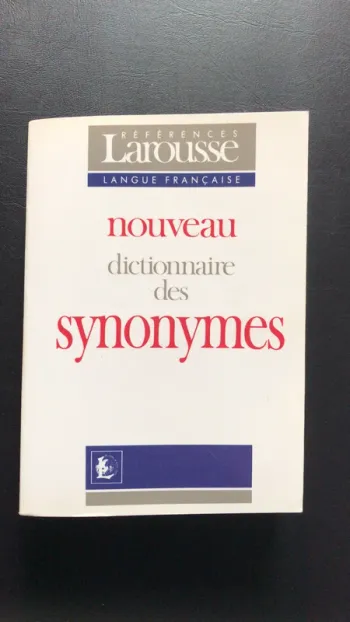 RÉFÉRENCES
Larousse
LANGUE FRANÇAISE
nouveau
dictionnaire
des
synonymes